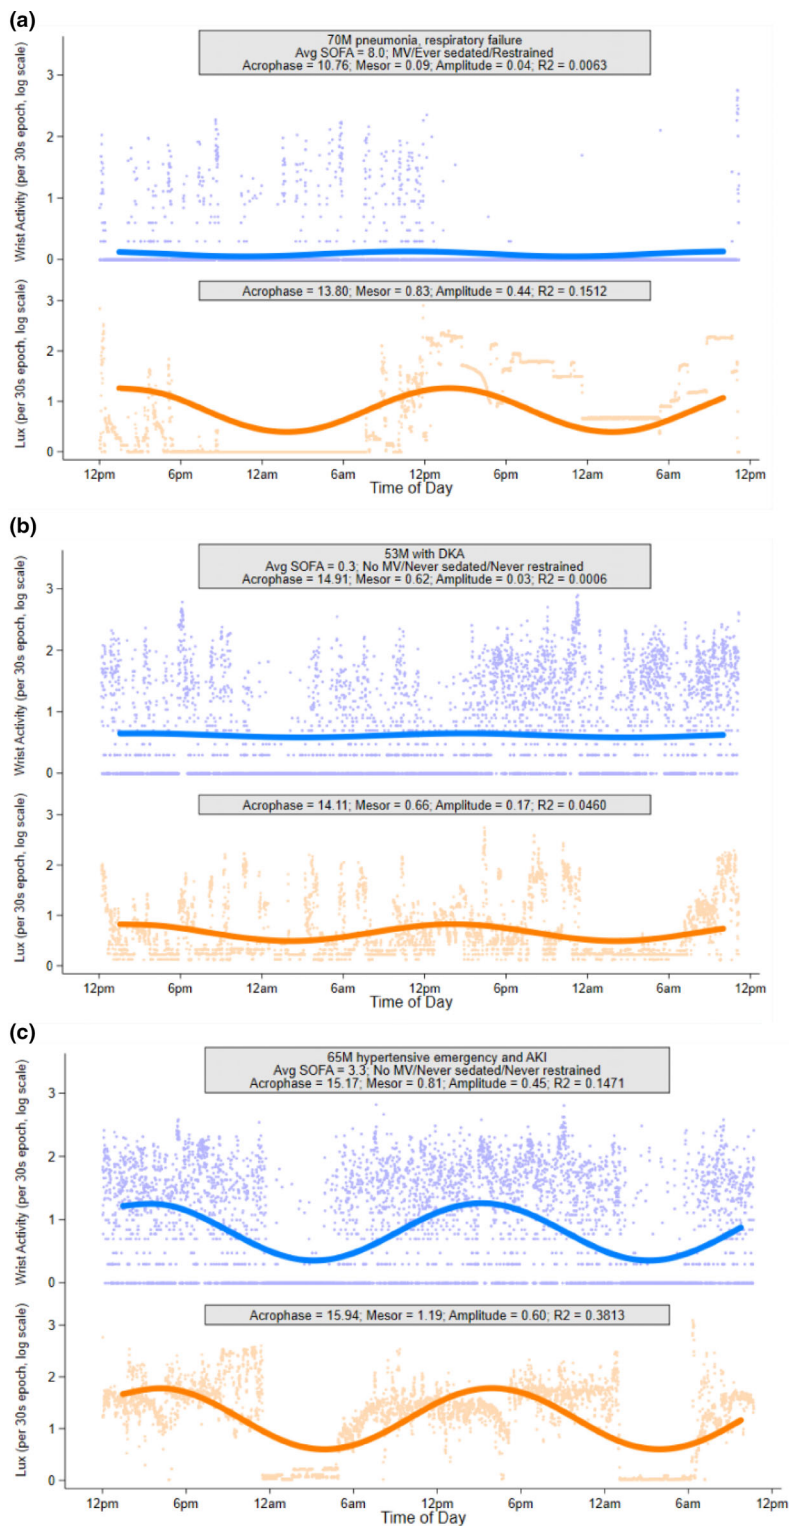 (a)
70M pneumonia, respiratory failure
Avg SOFA = 8.0; MV/Ever sedated/Restrained
Acrophase = 10.76; Mesor = 0.09; Amplitude = 0.04; R2 = 0.0063
Wrist Activity (per 30s epoch, log scale)
3
2
1
0
Acrophase = 13.80; Mesor = 0.83; Amplitude = 0.44; R2 = 0.1512
Lux (per 30s epoch, log scale)
3
2
1
0
12pm 6pm 12am 6am 12pm 6pm 12am 6am 12pm
Time of Day
(b)
53M with DKA
Avg SOFA = 0.3; No MV/Never sedated/Never restrained
Acrophase = 14.91; Mesor = 0.62; Amplitude = 0.03; R2 = 0.0006
Wrist Activity (per 30s epoch, log scale)
3
2
1
0
Acrophase = 14.11; Mesor = 0.66; Amplitude = 0.17; R2 = 0.0460
Lux (per 30s epoch, log scale)
3
2
1
0
12pm 6pm 12am 6am 12pm 6pm 12am 6am 12pm
Time of Day
(c)
65M hypertensive emergency and AKI
Avg SOFA = 3.3; No MV/Never sedated/Never restrained
Acrophase = 15.17; Mesor = 0.81; Amplitude = 0.45; R2 = 0.1471
Wrist Activity (per 30s epoch, log scale)
3
2
1
0
Acrophase = 15.94; Mesor = 1.19; Amplitude = 0.60; R2 = 0.3813
Lux (per 30s epoch, log scale)
3
2
1
0
12pm 6pm 12am 6am 12pm 6pm 12am 6am 12pm
Time of Day